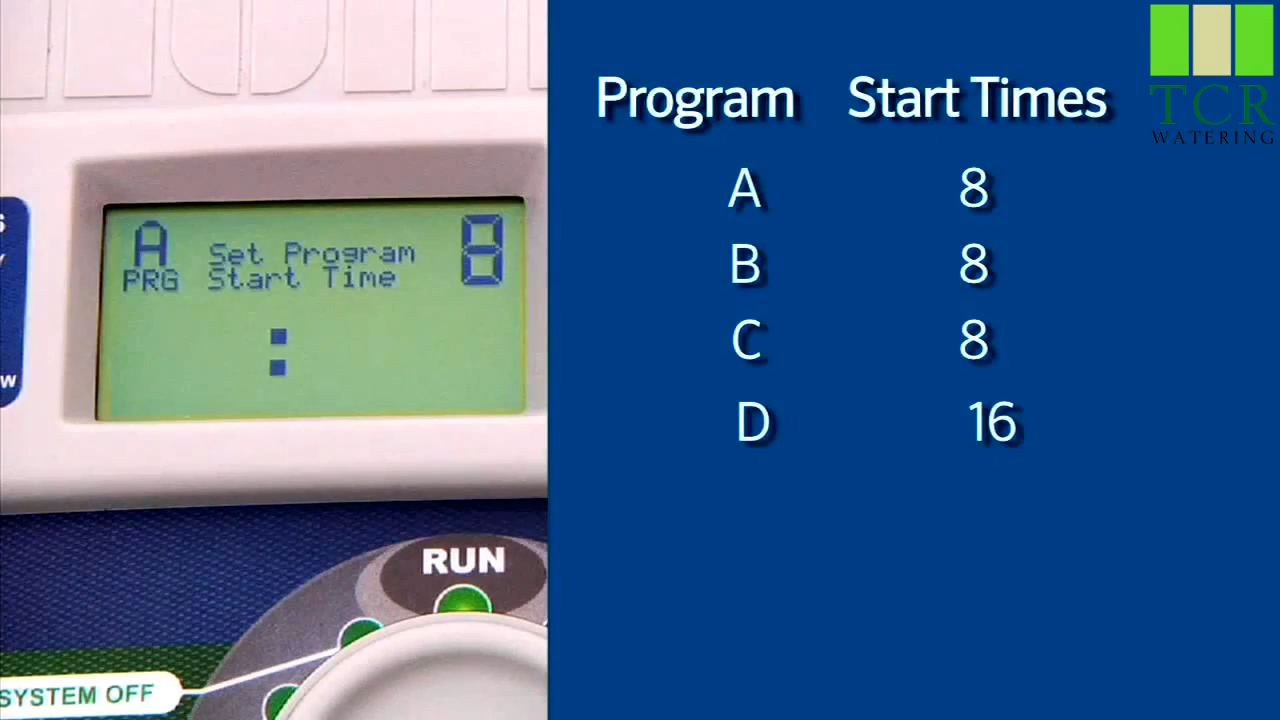 Program Start Times
A 8
B 8
C 8
D 16
TCR
WATERING
A Set Program 8
PRG Start Time
:
RUN
SYSTEM OFF